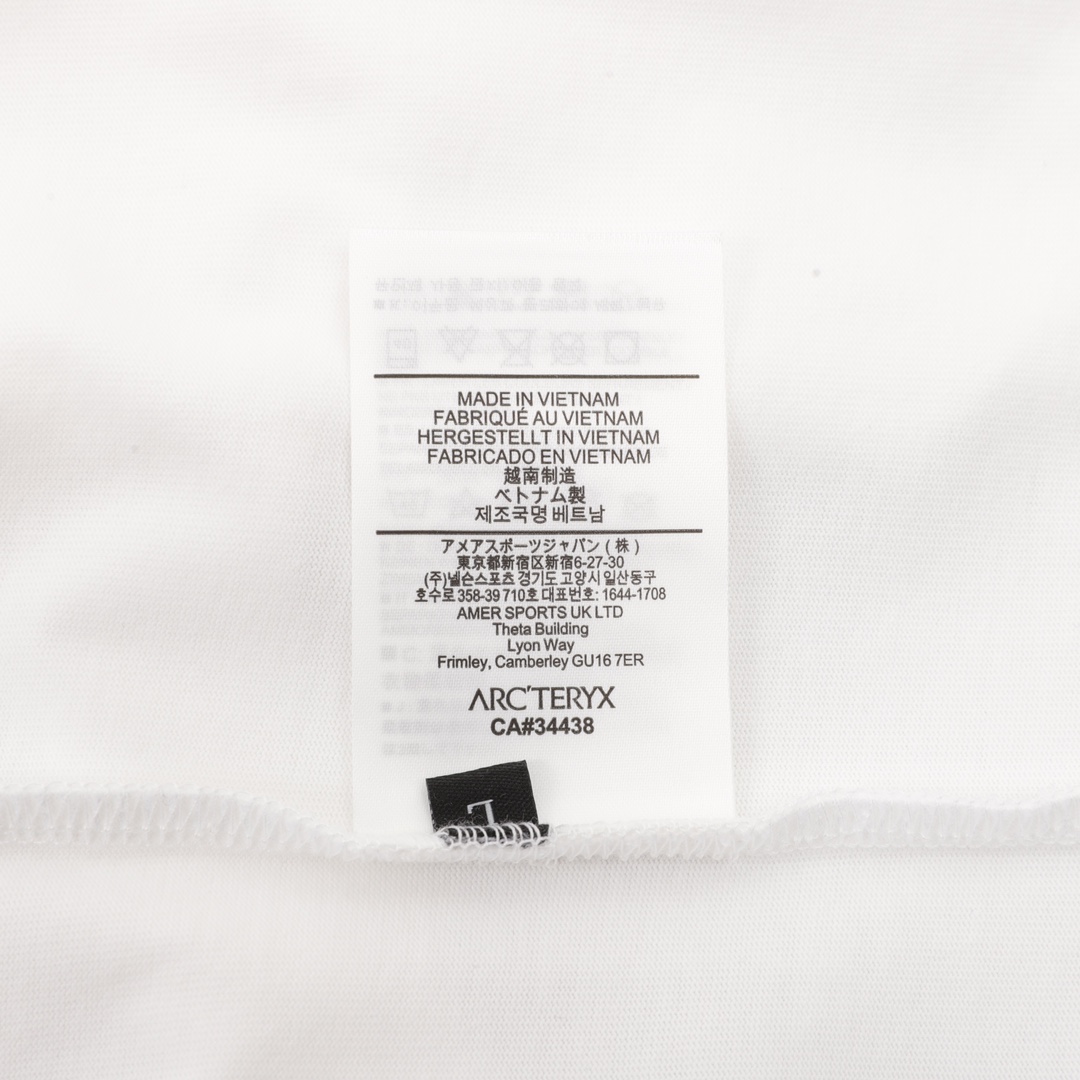 MADE IN VIETNAM
FABRIQUÉ AU VIETNAM
HERGESTELLT IN VIETNAM
FABRICADO EN VIETNAM
越南制造
ベトナム製
제조국명 베트남
アメアスポーツジャパン ( 株 )
東京都新宿区新宿6-27-30
(주)넬슨스포츠 경기도 고양시 일산동구
호수로 358-39 710호 대표번호: 1644-1708
AMER SPORTS UK LTD
Theta Building
Lyon Way
Frimley, Camberley GU16 7ER
ARC'TERYX
CA#34438
L